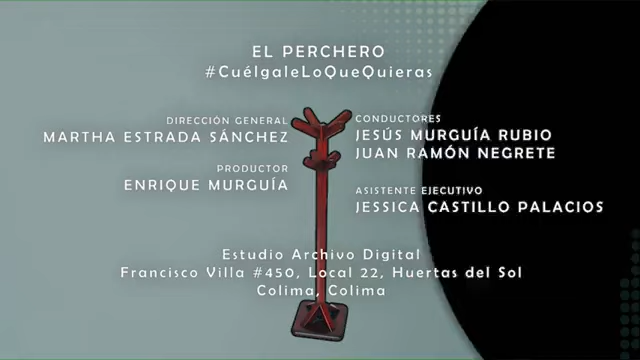 EL PERCHERO
#CuélgaleLoQueQuieras
DIRECCIÓN GENERAL
MARTHA ESTRADA SÁNCHEZ
PRODUCTOR
ENRIQUE MURGUÍA
CONDUCTORES
JESÚS MURGUÍA RUBIO
JUAN RAMÓN NEGRETE
ASISTENTE EJECUTIVO
JESSICA CASTILLO PALACIOS
Estudio Archivo Digital
Francisco Villa #450, Local 22, Huertas del Sol
Colima, Colima